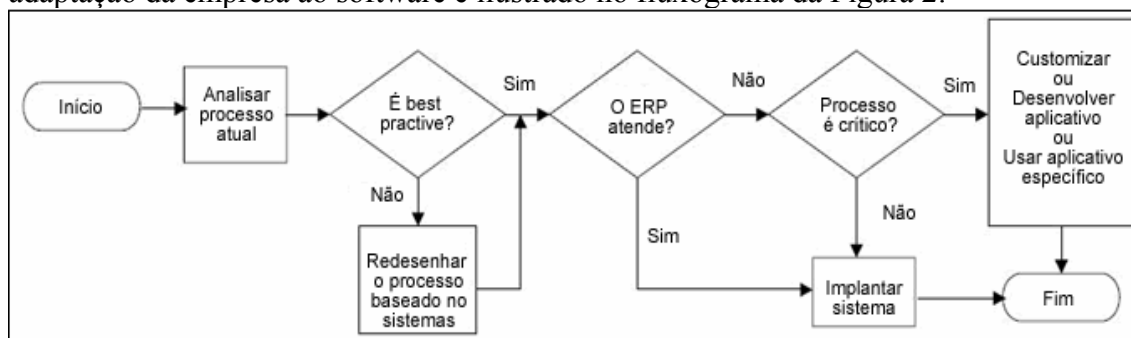 adaptação da empresa ao software é ilustrado no fluxograma da Figura 2.
Início
Analisar
processo
atual
É best
practive?
Sim
Não
Redesenhar
o processo
baseado no
sistemas
O ERP
atende?
Não
Sim
Processo
é crítico?
Sim
Não
Implantar
sistema
Customizar
ou
Desenvolver
aplicativo
ou
Usar aplicativo
específico
Fim